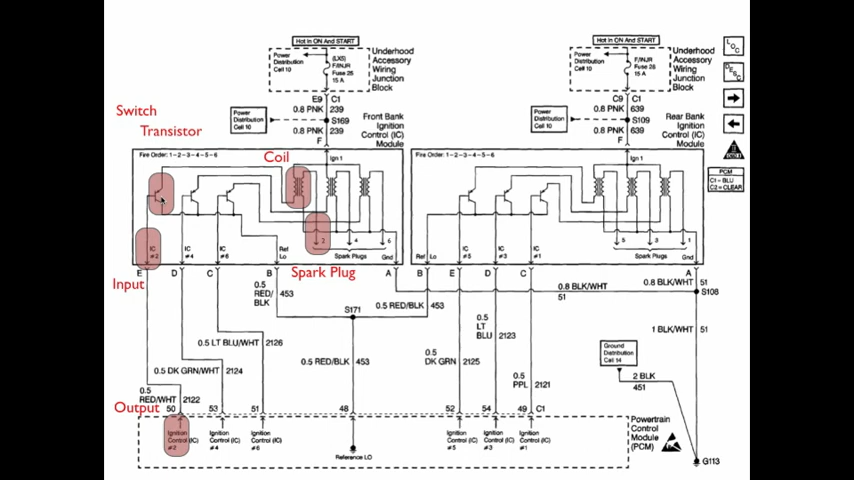 Hot In ON And START
Hot In ON And START
Power
Distribution
Cell 10
(LX5)
F/INJR
Fuse 28
15 A
Underhood
Accessory
Wiring
Junction
Block
Power
Distribution
Cell 10
F/INJR
Fuse 25
15 A
Underhood
Accessory
Wiring
Junction
Block
LOC
DESC
E9 C1
0.8 PNK 239
S169
0.8 PNK 239
F
Power
Distribution
Cell 10
C9 C1
0.8 PNK 639
S109
0.8 PNK 639
F
Power
Distribution
Cell 10
Switch
Transistor
Front Bank
Ignition
Control (IC)
Module
Rear Bank
Ignition
Control (IC)
Module
Fire Order: 1-2-3-4-5-6
Coil
Ign 1
Fire Order: 1-2-3-4-5-6
Ign 1
PCM
C1 = BLU
C2 = CLEAR
2 4 6
5 3 1
IC
#2
IC
#4
IC
#6
Ref
Lo
Spark Plugs
Gnd
Ref
Lo
IC
#5
IC
#3
IC
#1
Spark Plugs
Gnd
E D C B A B E D C A
Spark Plug
Input
0.5
RED/
BLK
453
0.5 RED/BLK 453
0.8 BLK/WHT
51
0.8 BLK/WHT 51
S108
S171
0.5 LT BLU/WHT 2126
0.5 DK GRN/WHT 2124
0.5
RED/WHT 2122
0.5 RED/BLK 453
0.5
DK GRN 2125
0.5
LT
BLU
2123
0.5
PPL 2121
1 BLK/WHT 51
Ground
Distribution
Cell 14
2 BLK
451
Output
50 53 51 48 52 54 49 C1
Ignition
Control (IC)
#2
Ignition
Control (IC)
#4
Ignition
Control (IC)
#6
Reference LO
Ignition
Control (IC)
#5
Ignition
Control (IC)
#3
Ignition
Control (IC)
#1
Powertrain
Control
Module
(PCM)
G113